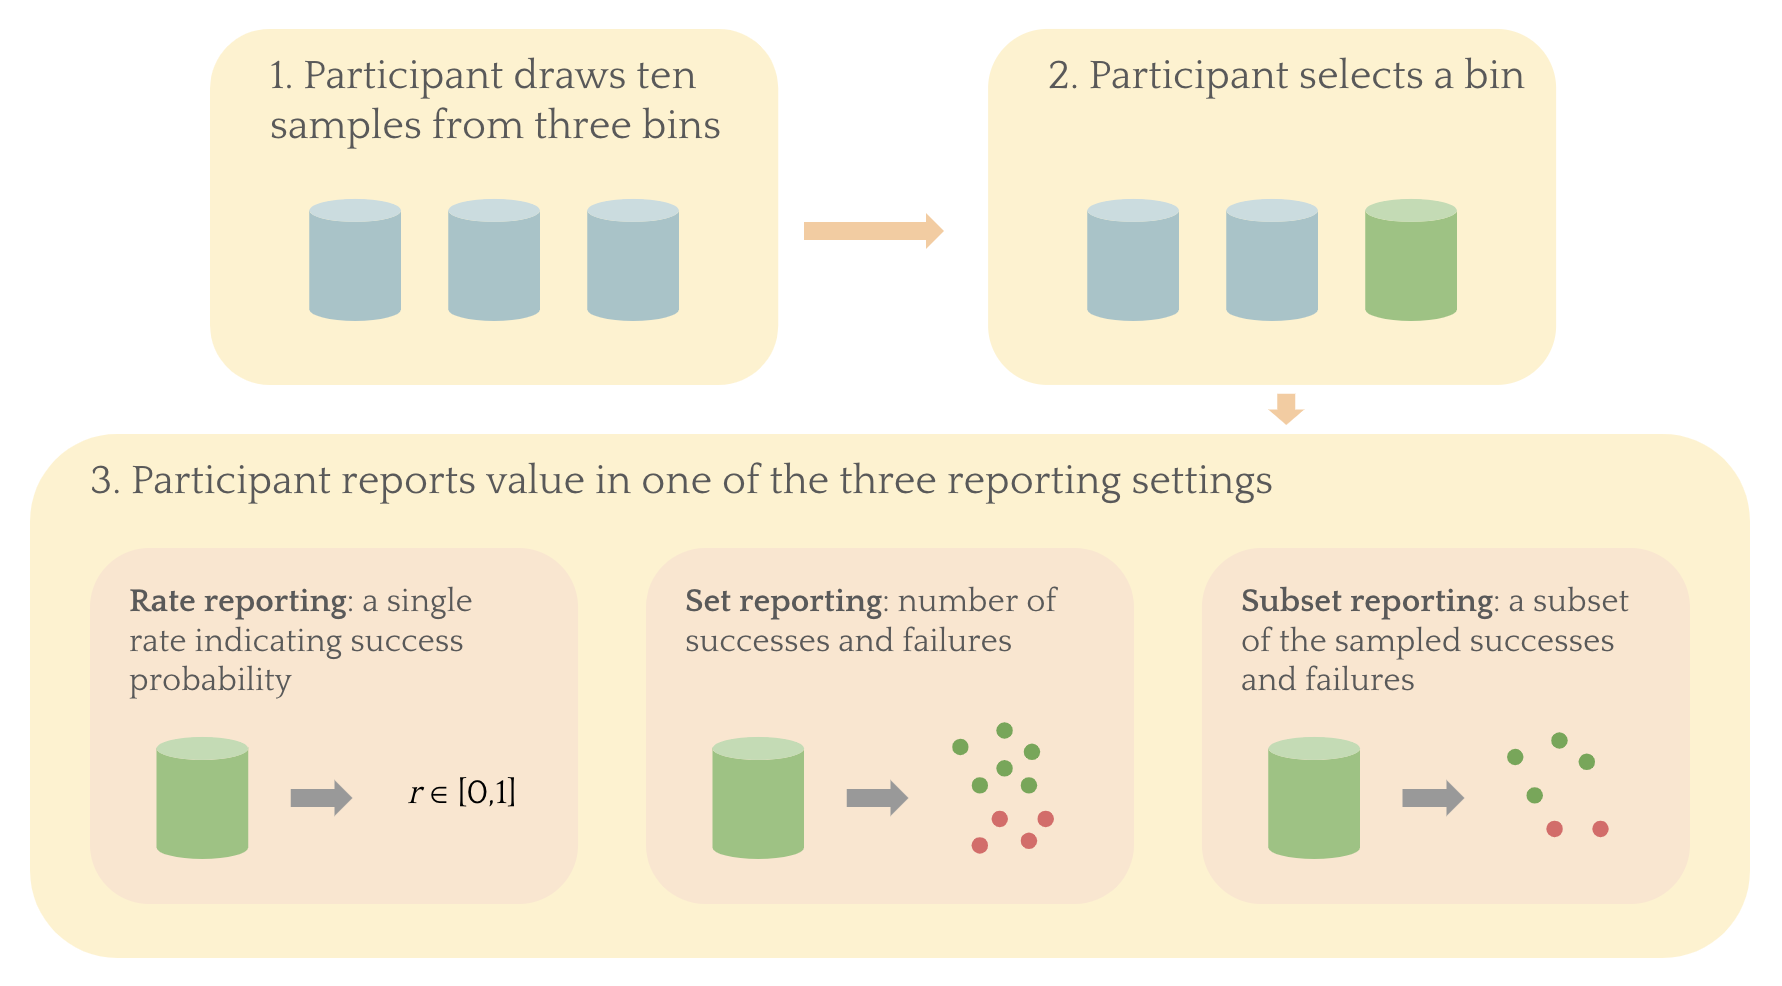 1. Participant draws ten
samples from three bins
2. Participant selects a bin
3. Participant reports value in one of the three reporting settings
Rate reporting: a single
rate indicating success
probability
r ∈ [0,1]
Set reporting: number of
successes and failures
Subset reporting: a subset
of the sampled successes
and failures